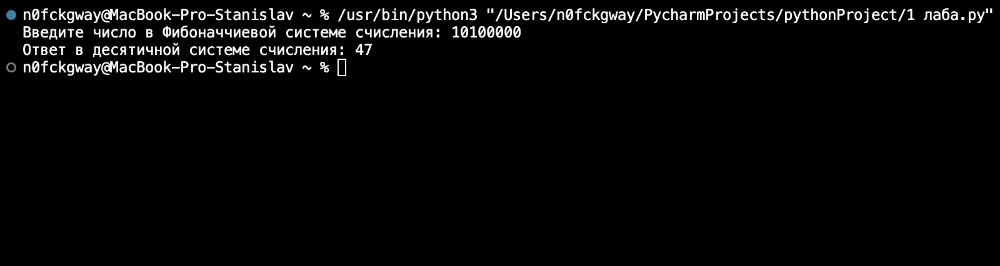 n0fckgway@MacBook-Pro-Stanislav ~ % /usr/bin/python3 "/Users/n0fckgway/PycharmProjects/pythonProject/1 лаба.py"
Введите число в Фибоначчиевой системе счисления: 10100000
Ответ в десятичной системе счисления: 47
n0fckgway@MacBook-Pro-Stanislav ~ %